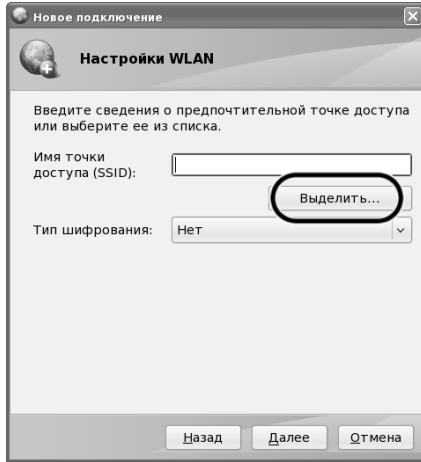 Новое подключение
Настройки WLAN
Введите сведения о предпочтительной точке доступа
или выберите ее из списка.
Имя точки
доступа (SSID):
Выделить...
Тип шифрования: Нет
Назад Далее Отмена